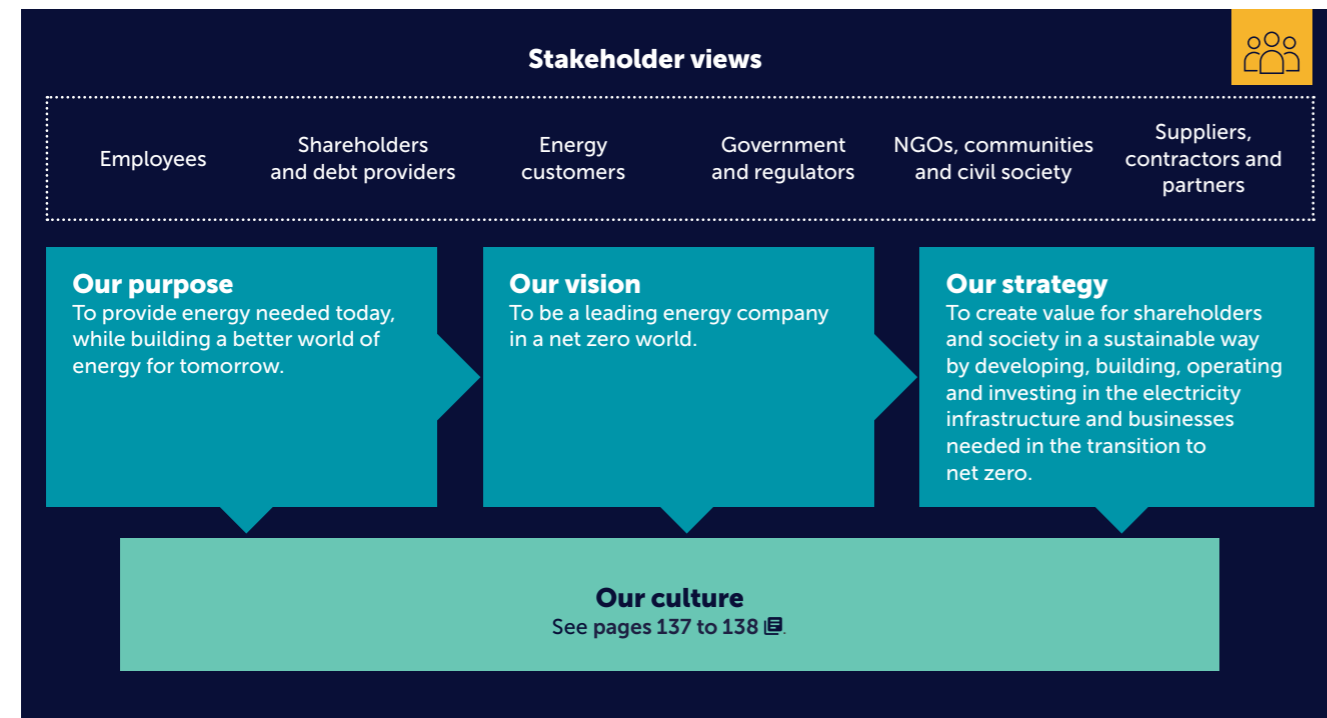 Stakeholder views
Employees
Shareholders
and debt providers
Energy
customers
Government
and regulators
NGOs, communities
and civil society
Suppliers,
contractors and
partners
Our purpose
To provide energy needed today,
while building a better world of
energy for tomorrow.
Our vision
To be a leading energy company
in a net zero world.
Our strategy
To create value for shareholders
and society in a sustainable way
by developing, building, operating
and investing in the electricity
infrastructure and businesses
needed in the transition to
net zero.
Our culture
See pages 137 to 138.